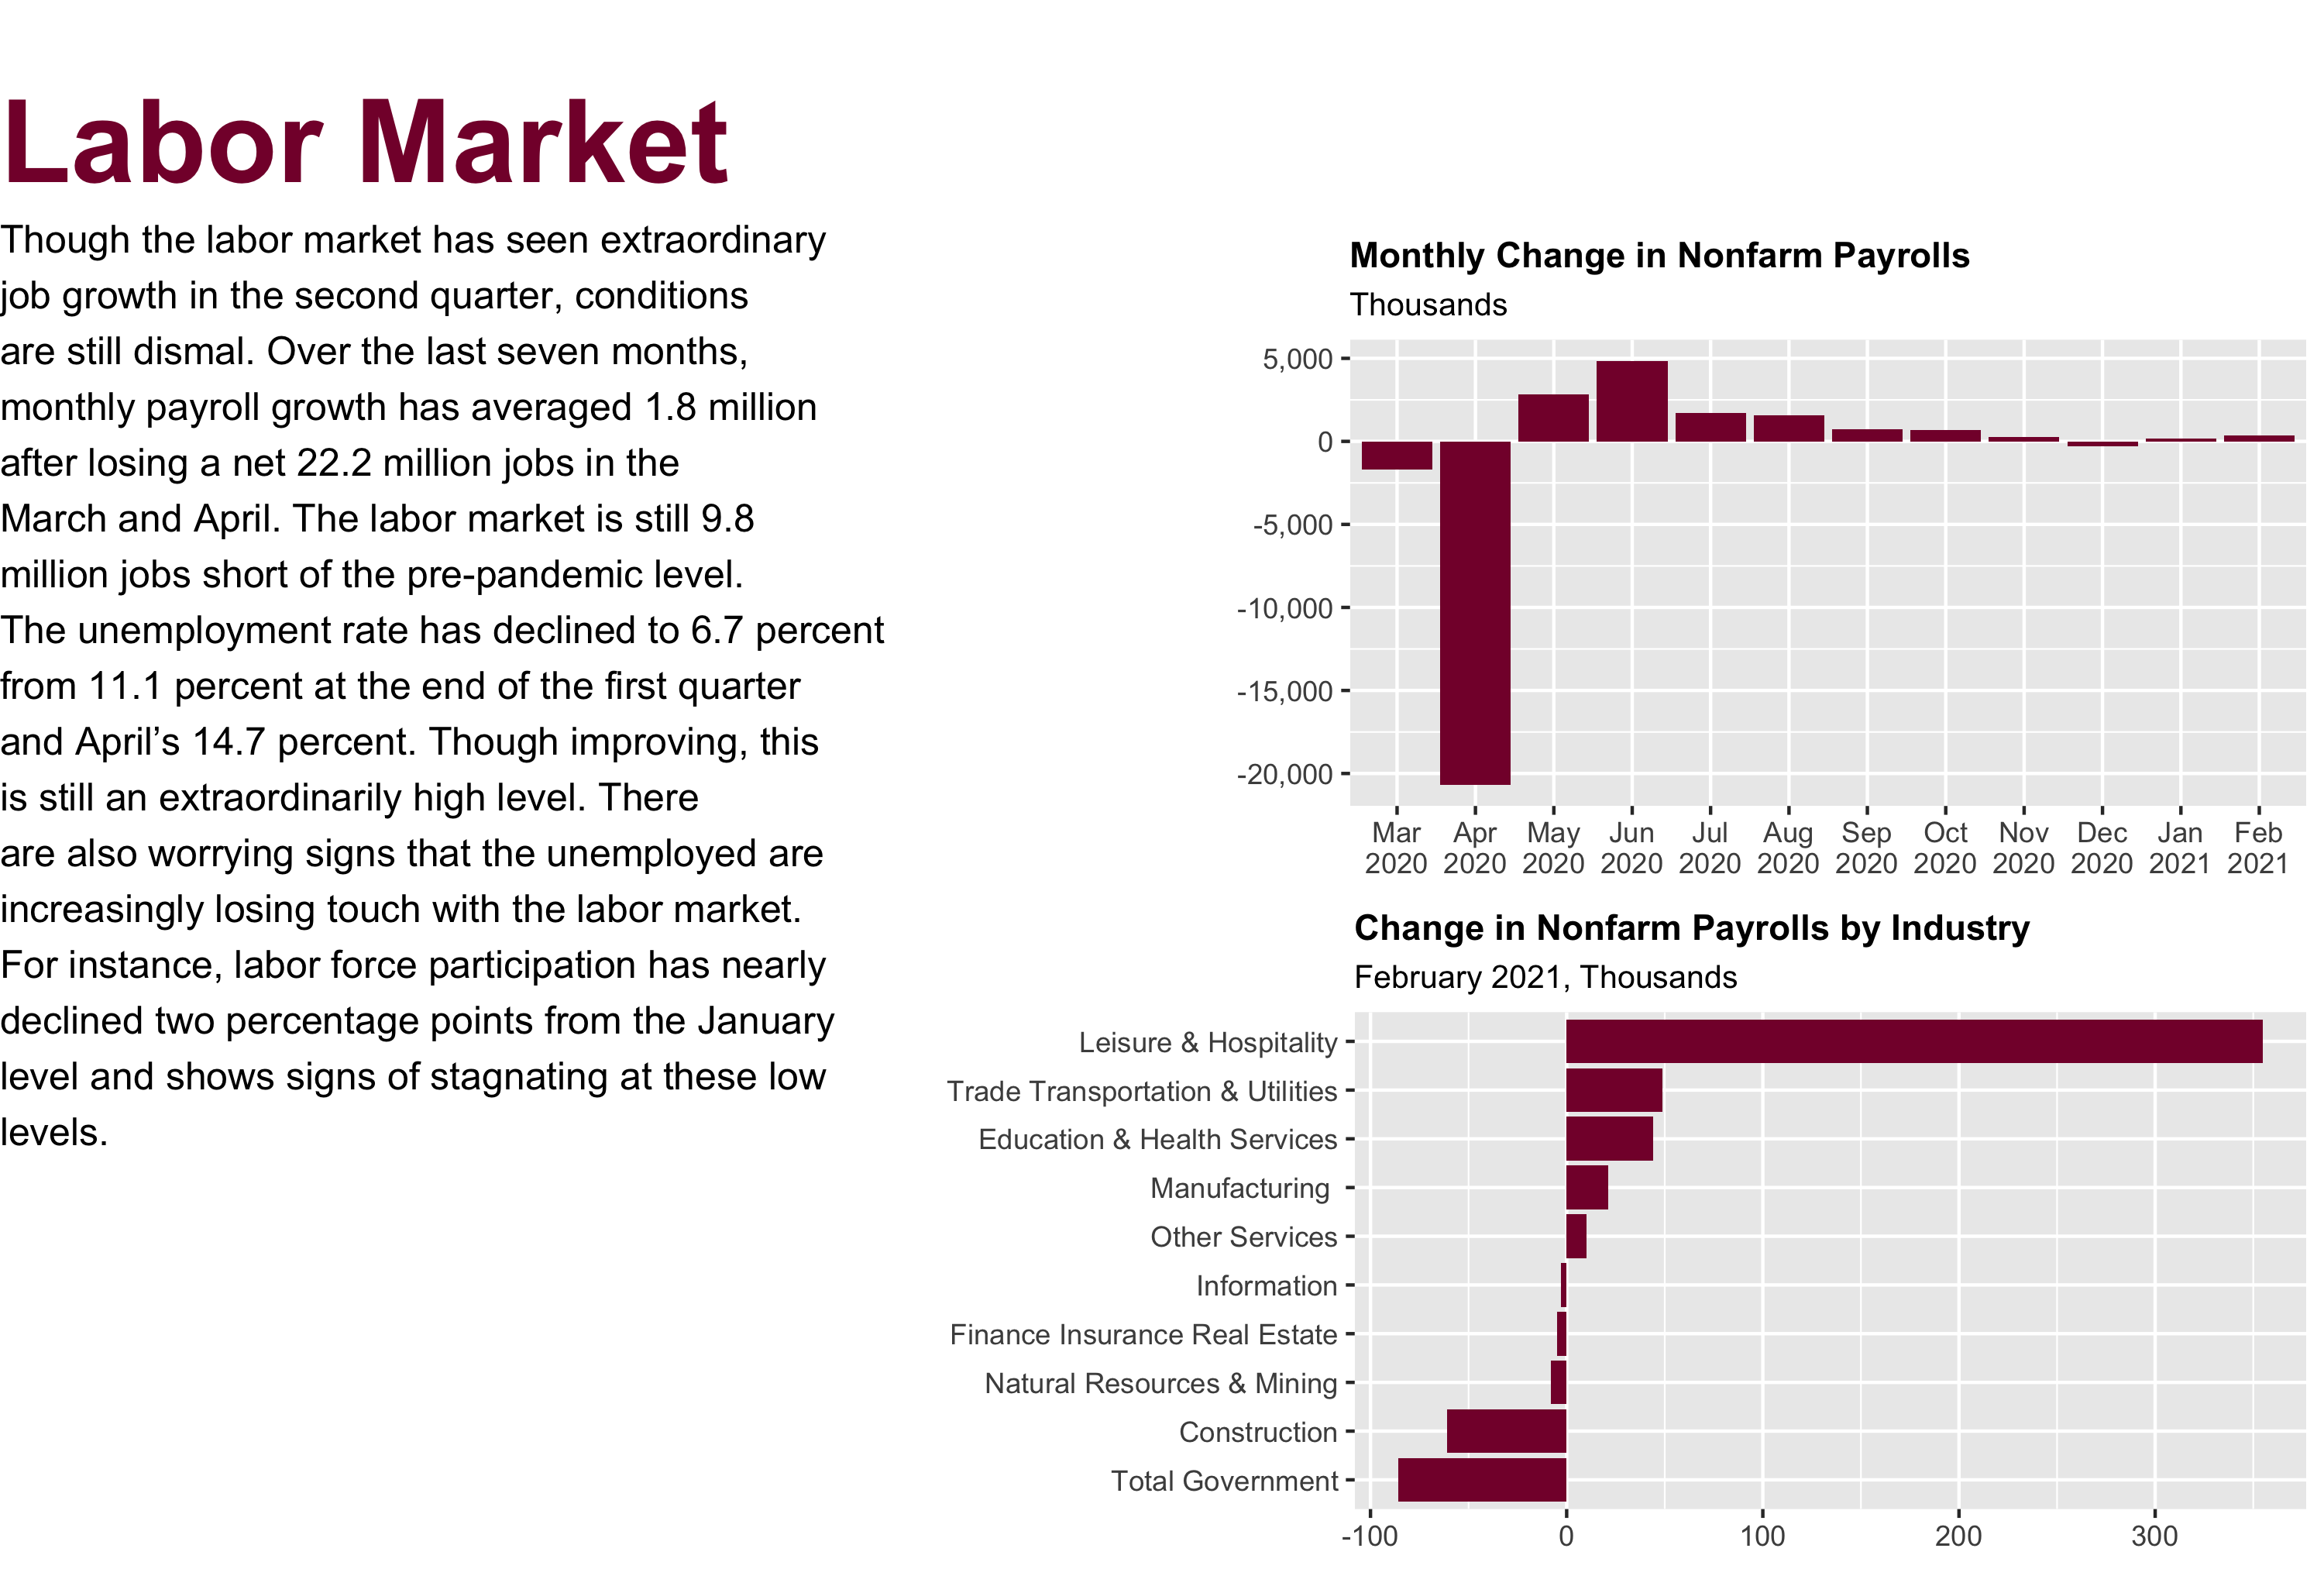 Labor Market
Though the labor market has seen extraordinary
job growth in the second quarter, conditions
are still dismal. Over the last seven months,
monthly payroll growth has averaged 1.8 million
after losing a net 22.2 million jobs in the
March and April. The labor market is still 9.8
million jobs short of the pre-pandemic level.
The unemployment rate has declined to 6.7 percent
from 11.1 percent at the end of the first quarter
and April’s 14.7 percent. Though improving, this
is still an extraordinarily high level. There
are also worrying signs that the unemployed are
increasingly losing touch with the labor market.
For instance, labor force participation has nearly
declined two percentage points from the January
level and shows signs of stagnating at these low
levels.
Monthly Change in Nonfarm Payrolls
Thousands
5,000
0
-5,000
-10,000
-15,000
-20,000
Mar Apr May Jun Jul Aug Sep Oct Nov Dec Jan Feb
2020 2020 2020 2020 2020 2020 2020 2020 2020 2020 2021 2021
Change in Nonfarm Payrolls by Industry
February 2021, Thousands
Leisure & Hospitality
Trade Transportation & Utilities
Education & Health Services
Manufacturing
Other Services
Information
Finance Insurance Real Estate
Natural Resources & Mining
Construction
Total Government
-100 0 100 200 300